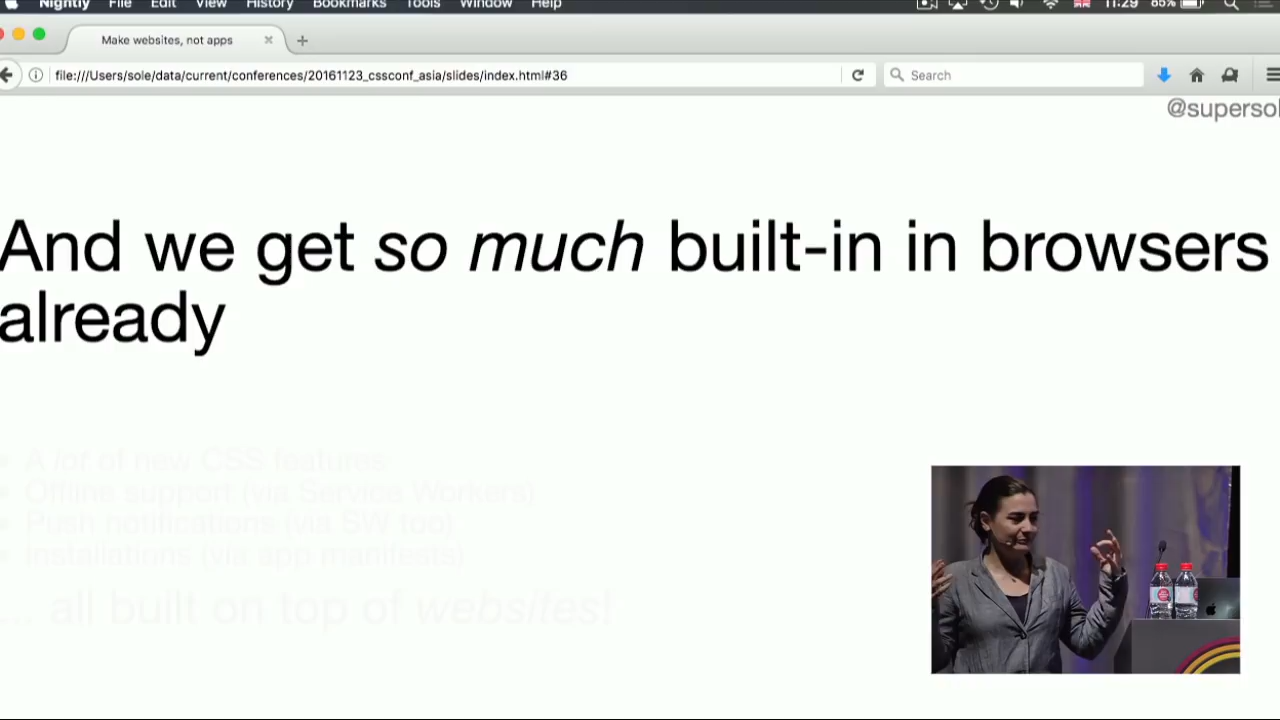 Nightly File Edit View History Bookmarks Tools Window Help 11:29 85%
Make websites, not apps
file:///Users/sole/data/current/conferences/20161123_cssconf_asia/slides/index.html#36
Search
@supersol
And we get so much built-in in browsers
already
• A lot of new CSS features
• Offline support (via Service Workers)
• Push notifications (via SW too)
• Installations (via app manifests)
... all built on top of websites!